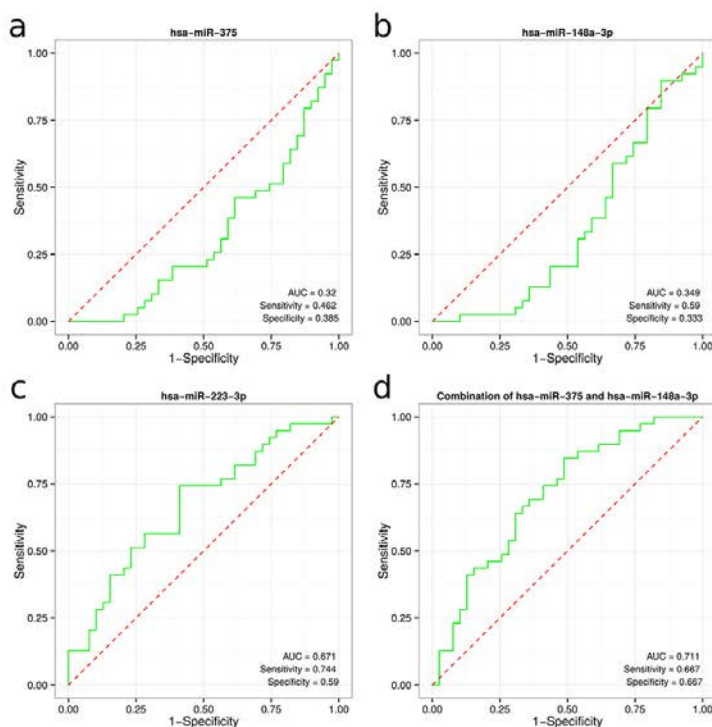 a
hsa-miR-375
1.00
0.75
0.50
0.25
0.00
Sensitivity
AUC = 0.32
Sensitivity = 0.462
Specificity = 0.385
0.00 0.25 0.50 0.75 1.00
1-Specificity
b
hsa-miR-148a-3p
1.00
0.75
0.50
0.25
0.00
Sensitivity
AUC = 0.349
Sensitivity = 0.59
Specificity = 0.333
0.00 0.25 0.50 0.75 1.00
1-Specificity
c
hsa-miR-223-3p
1.00
0.75
0.50
0.25
0.00
Sensitivity
AUC = 0.671
Sensitivity = 0.744
Specificity = 0.59
0.00 0.25 0.50 0.75 1.00
1-Specificity
d
Combination of hsa-miR-375 and hsa-miR-148a-3p
1.00
0.75
0.50
0.25
0.00
Sensitivity
AUC = 0.711
Sensitivity = 0.667
Specificity = 0.667
0.00 0.25 0.50 0.75 1.00
1-Specificity